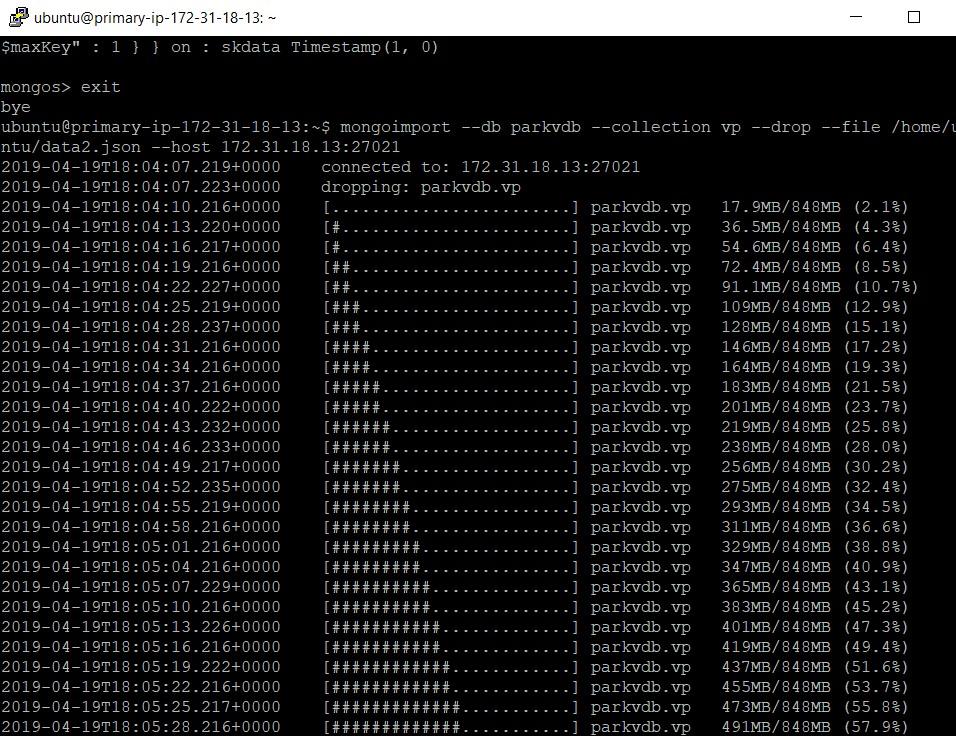 ubuntu@primary-ip-172-31-18-13: ~
$maxKey" : 1 } } on : skdata Timestamp(1, 0)
mongos> exit
bye
ubuntu@primary-ip-172-31-18-13:~$ mongoimport --db parkvdb --collection vp --drop --file /home/u
ntu/data2.json --host 172.31.18.13:27021
2019-04-19T18:04:07.219+0000 connected to: 172.31.18.13:27021
2019-04-19T18:04:07.223+0000 dropping: parkvdb.vp
2019-04-19T18:04:10.216+0000 [........................] parkvdb.vp 17.9MB/848MB (2.1%)
2019-04-19T18:04:13.220+0000 [#.......................] parkvdb.vp 36.5MB/848MB (4.3%)
2019-04-19T18:04:16.217+0000 [#.......................] parkvdb.vp 54.6MB/848MB (6.4%)
2019-04-19T18:04:19.216+0000 [##......................] parkvdb.vp 72.4MB/848MB (8.5%)
2019-04-19T18:04:22.227+0000 [##......................] parkvdb.vp 91.1MB/848MB (10.7%)
2019-04-19T18:04:25.219+0000 [###.....................] parkvdb.vp 109MB/848MB (12.9%)
2019-04-19T18:04:28.237+0000 [###.....................] parkvdb.vp 128MB/848MB (15.1%)
2019-04-19T18:04:31.216+0000 [####....................] parkvdb.vp 146MB/848MB (17.2%)
2019-04-19T18:04:34.216+0000 [####....................] parkvdb.vp 164MB/848MB (19.3%)
2019-04-19T18:04:37.216+0000 [#####...................] parkvdb.vp 183MB/848MB (21.5%)
2019-04-19T18:04:40.222+0000 [#####...................] parkvdb.vp 201MB/848MB (23.7%)
2019-04-19T18:04:43.232+0000 [######..................] parkvdb.vp 219MB/848MB (25.8%)
2019-04-19T18:04:46.233+0000 [######..................] parkvdb.vp 238MB/848MB (28.0%)
2019-04-19T18:04:49.217+0000 [#######.................] parkvdb.vp 256MB/848MB (30.2%)
2019-04-19T18:04:52.235+0000 [#######.................] parkvdb.vp 275MB/848MB (32.4%)
2019-04-19T18:04:55.219+0000 [########................] parkvdb.vp 293MB/848MB (34.5%)
2019-04-19T18:04:58.216+0000 [########................] parkvdb.vp 311MB/848MB (36.6%)
2019-04-19T18:05:01.216+0000 [#########...............] parkvdb.vp 329MB/848MB (38.8%)
2019-04-19T18:05:04.216+0000 [#########...............] parkvdb.vp 347MB/848MB (40.9%)
2019-04-19T18:05:07.229+0000 [##########..............] parkvdb.vp 365MB/848MB (43.1%)
2019-04-19T18:05:10.216+0000 [##########..............] parkvdb.vp 383MB/848MB (45.2%)
2019-04-19T18:05:13.226+0000 [###########.............] parkvdb.vp 401MB/848MB (47.3%)
2019-04-19T18:05:16.216+0000 [###########.............] parkvdb.vp 419MB/848MB (49.4%)
2019-04-19T18:05:19.222+0000 [############............] parkvdb.vp 437MB/848MB (51.6%)
2019-04-19T18:05:22.216+0000 [############............] parkvdb.vp 455MB/848MB (53.7%)
2019-04-19T18:05:25.217+0000 [#############...........] parkvdb.vp 473MB/848MB (55.8%)
2019-04-19T18:05:28.216+0000 [#############...........] parkvdb.vp 491MB/848MB (57.9%)